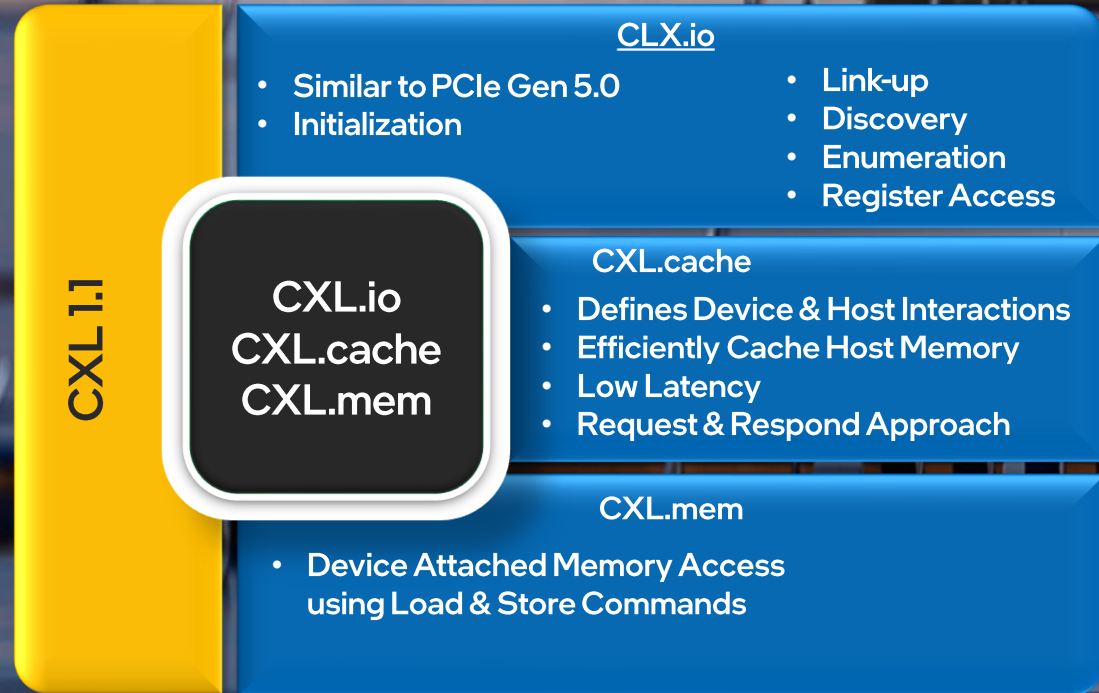 CXL 1.1
CXL.io
CXL.cache
CXL.mem
CLX.io
• Similar to PCIe Gen 5.0
• Initialization
• Link-up
• Discovery
• Enumeration
• Register Access
CXL.cache
• Defines Device & Host Interactions
• Efficiently Cache Host Memory
• Low Latency
• Request & Respond Approach
CXL.mem
• Device Attached Memory Access
using Load & Store Commands